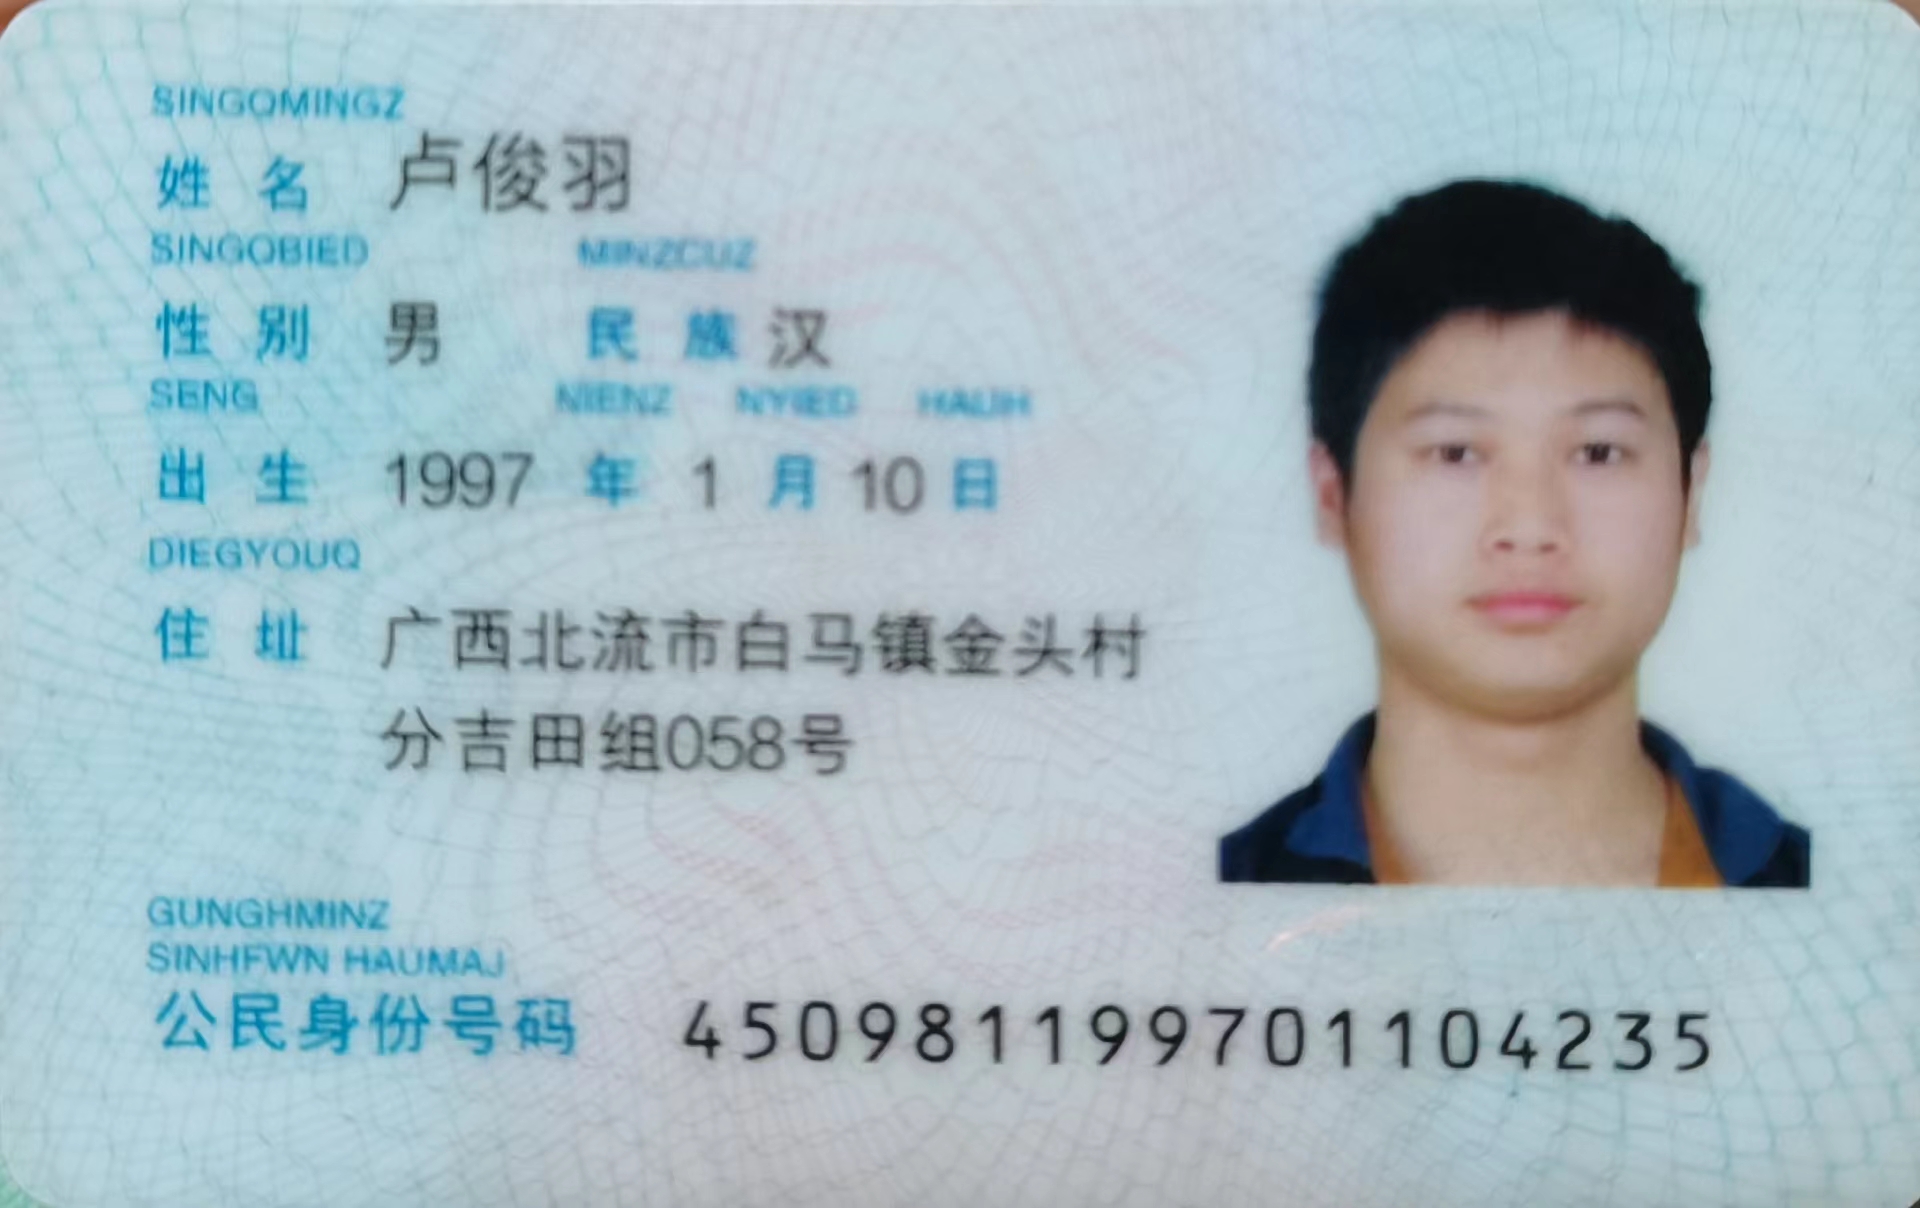 SINGQMINGZ
姓名 卢俊羽
SINGQBIED MINZCUZ
性别 男 民族 汉
SENG NIENZ NYIED HAUH
出生 1997 年 1 月 10 日
DIEGYOUQ
住址 广西北流市白马镇金头村
分吉田组058号
GUNGHMINZ
SINHFWN HAUMAJ
公民身份号码 450981199701104235